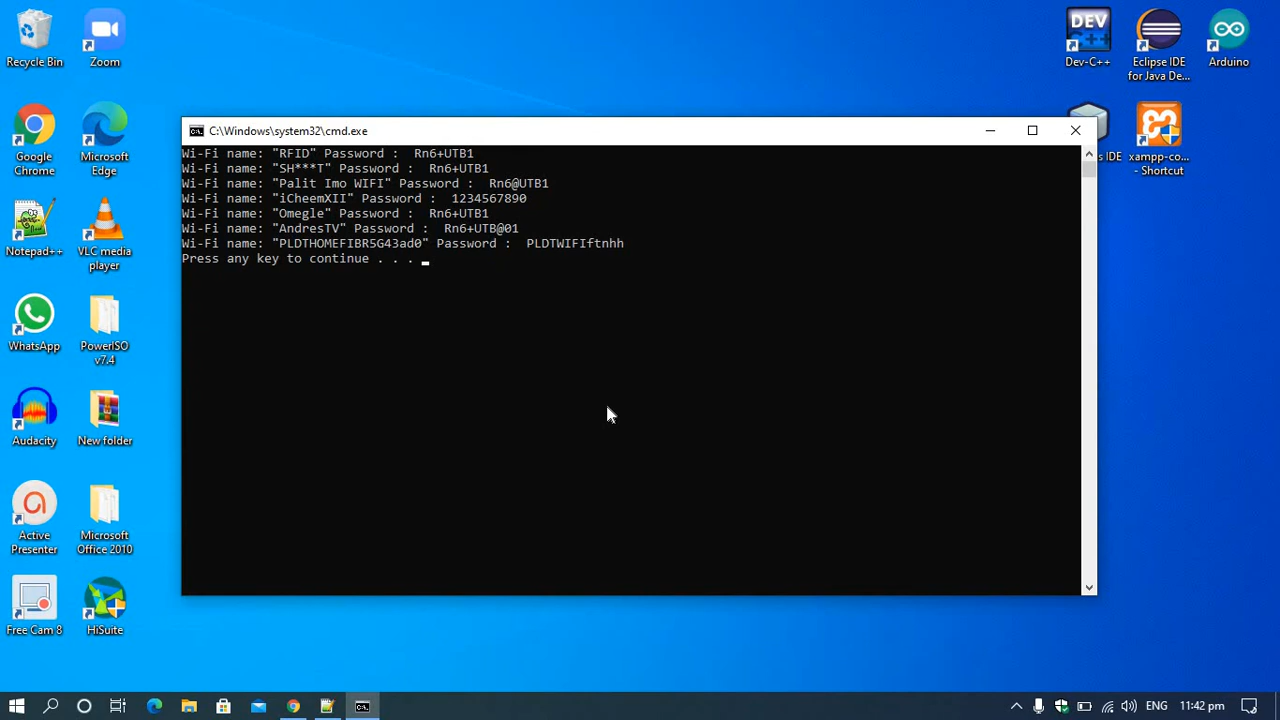 Recycle Bin
Zoom
Google Chrome
Microsoft Edge
Notepad++
VLC media player
WhatsApp
PowerISO v7.4
Audacity
New folder
Active Presenter
Microsoft Office 2010
Free Cam 8
HiSuite
DEV C++
Dev-C++
Eclipse IDE for Java De...
Arduino
IDE
xampp-co... - Shortcut
C:\Windows\system32\cmd.exe
Wi-Fi name: "RFID" Password :  Rn6+UTB1
Wi-Fi name: "SH***T" Password :  Rn6+UTB1
Wi-Fi name: "Palit Imo WIFI" Password :  Rn6@UTB1
Wi-Fi name: "iCheemXII" Password :  1234567890
Wi-Fi name: "Omegle" Password :  Rn6+UTB1
Wi-Fi name: "AndresTV" Password :  Rn6+UTB@01
Wi-Fi name: "PLDTHOMEFIBR5G43ad0" Password :  PLDTWIFIftnhh
Press any key to continue . . .
ENG
11:42 pm